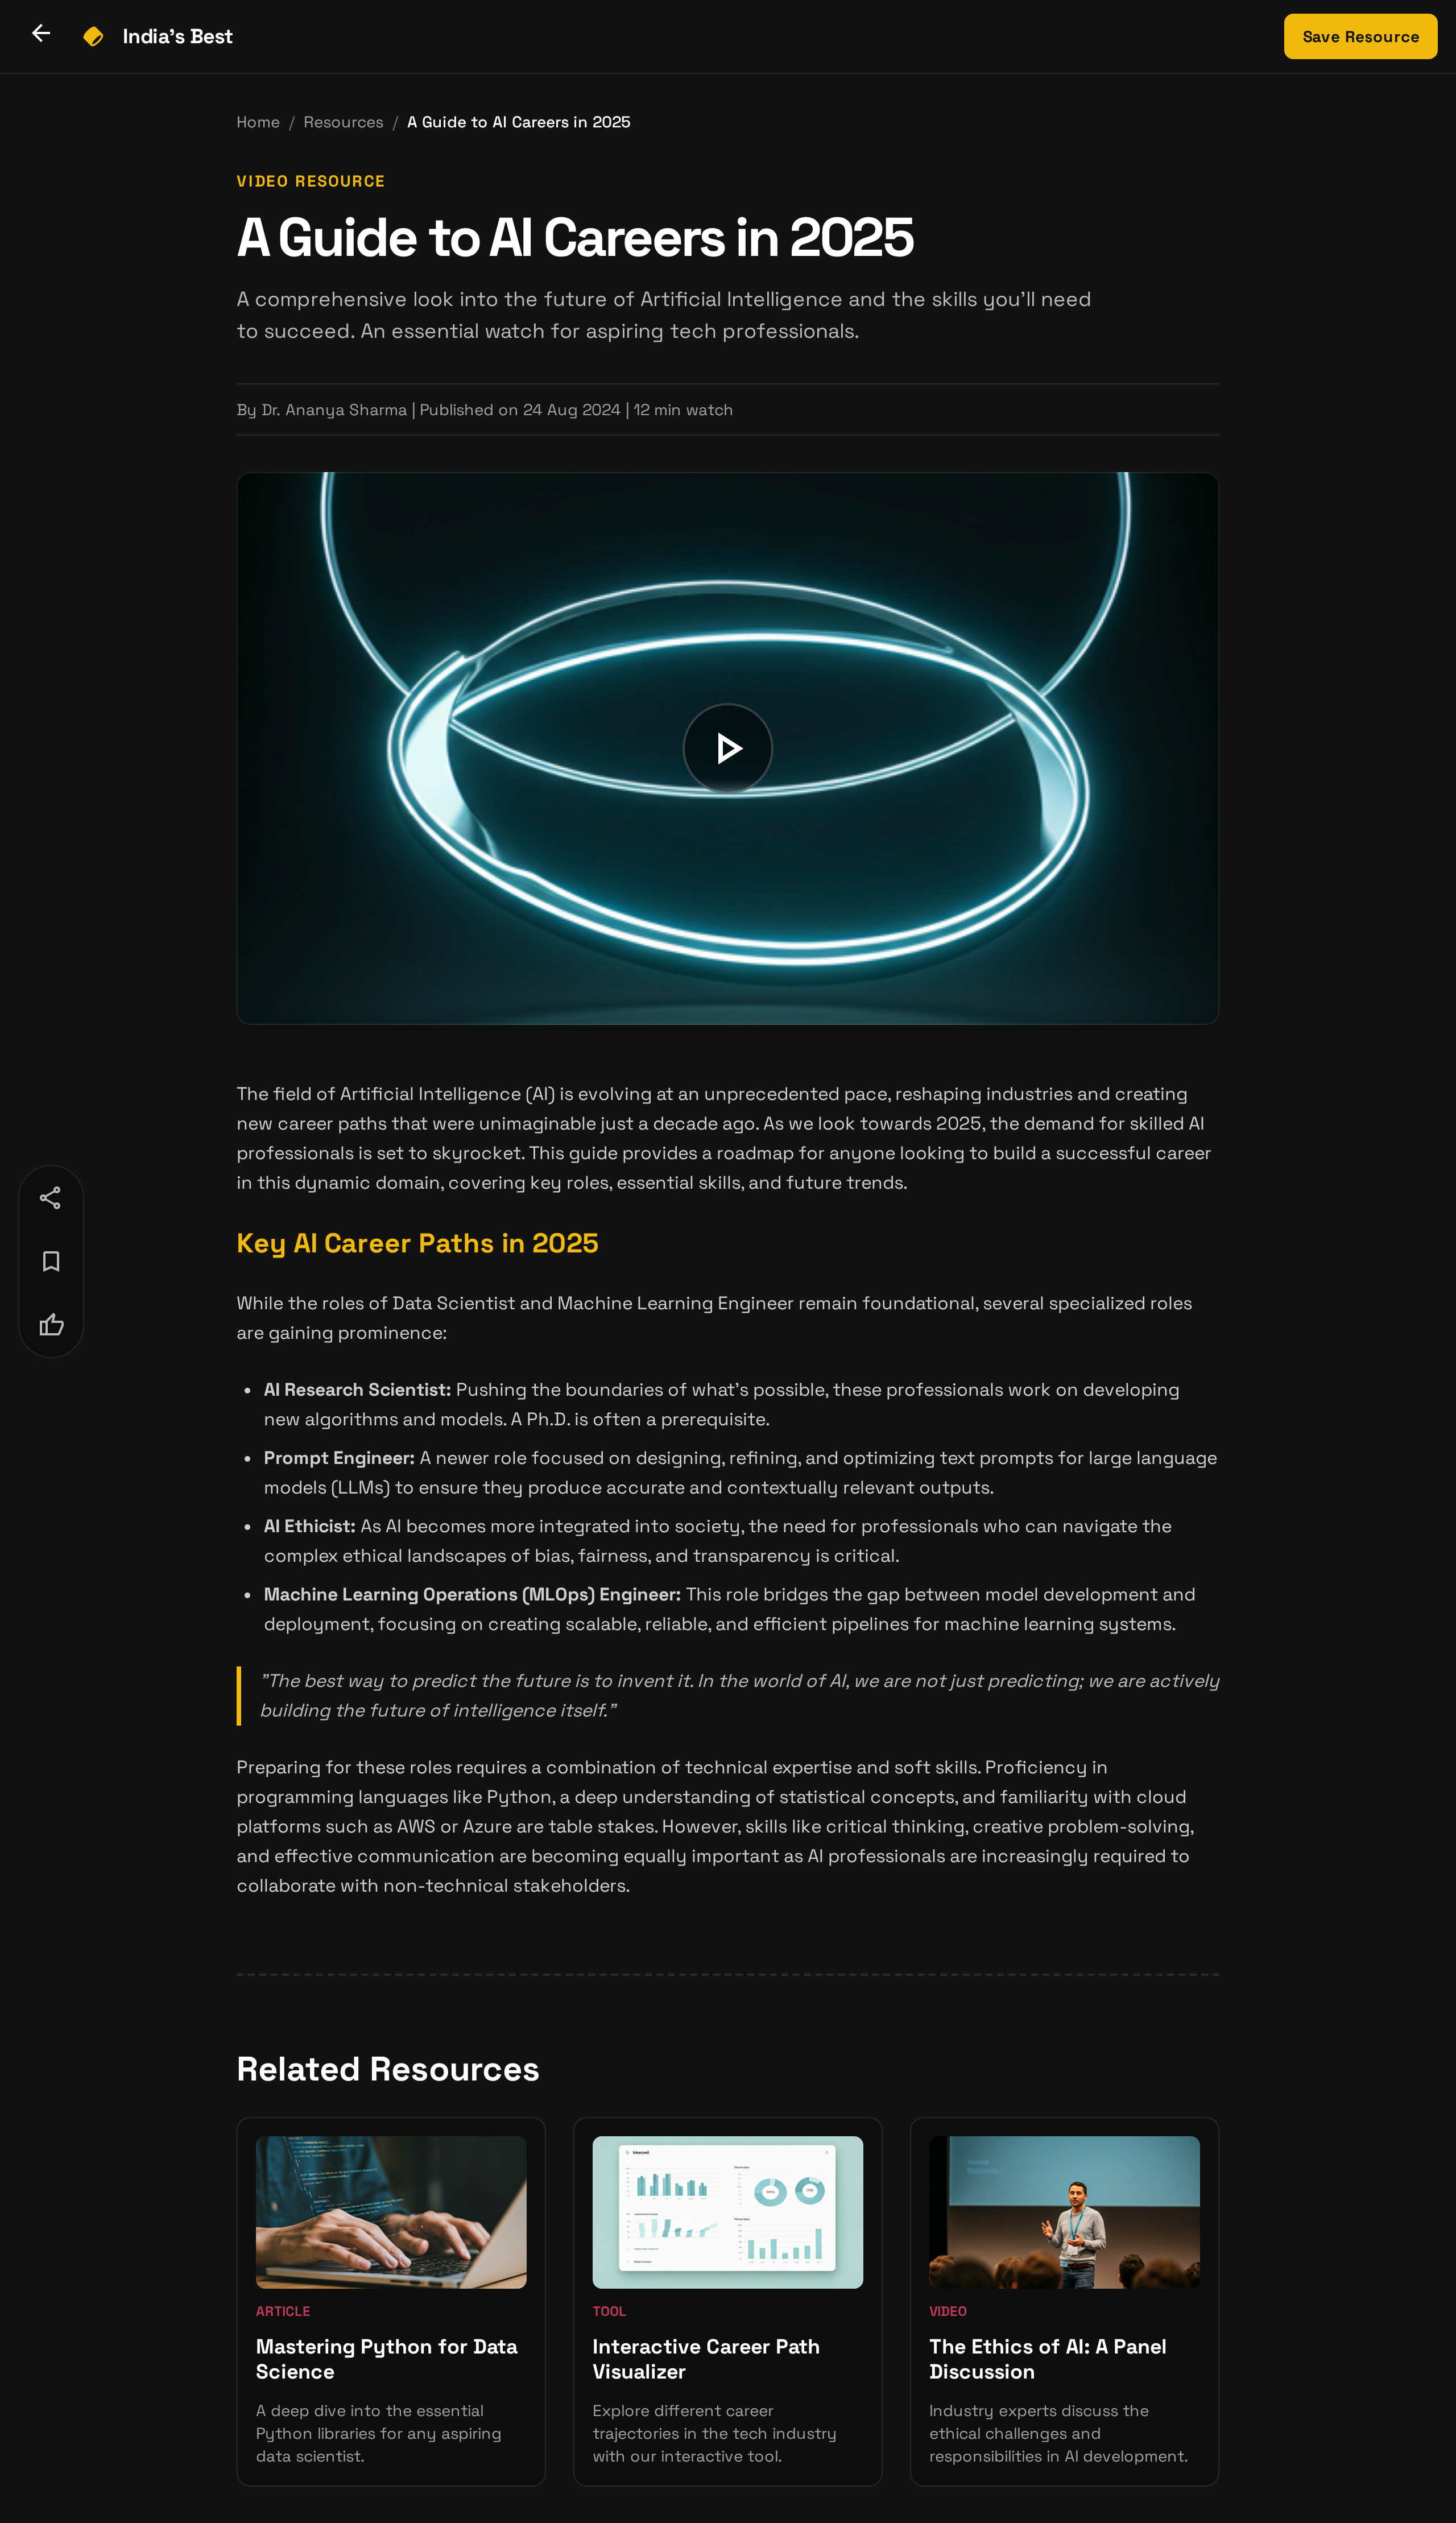 India's Best
Save Resource
Home / Resources / A Guide to AI Careers in 2025
VIDEO RESOURCE
A Guide to AI Careers in 2025
A comprehensive look into the future of Artificial Intelligence and the skills you'll need
to succeed. An essential watch for aspiring tech professionals.
By Dr. Ananya Sharma | Published on 24 Aug 2024 | 12 min watch
The field of Artificial Intelligence (AI) is evolving at an unprecedented pace, reshaping industries and creating
new career paths that were unimaginable just a decade ago. As we look towards 2025, the demand for skilled AI
professionals is set to skyrocket. This guide provides a roadmap for anyone looking to build a successful career
in this dynamic domain, covering key roles, essential skills, and future trends.
Key AI Career Paths in 2025
While the roles of Data Scientist and Machine Learning Engineer remain foundational, several specialized roles
are gaining prominence:
• AI Research Scientist: Pushing the boundaries of what's possible, these professionals work on developing
new algorithms and models. A Ph.D. is often a prerequisite.
• Prompt Engineer: A newer role focused on designing, refining, and optimizing text prompts for large language
models (LLMs) to ensure they produce accurate and contextually relevant outputs.
• AI Ethicist: As AI becomes more integrated into society, the need for professionals who can navigate the
complex ethical landscapes of bias, fairness, and transparency is critical.
• Machine Learning Operations (MLOps) Engineer: This role bridges the gap between model development and
deployment, focusing on creating scalable, reliable, and efficient pipelines for machine learning systems.
"The best way to predict the future is to invent it. In the world of AI, we are not just predicting; we are actively
building the future of intelligence itself."
Preparing for these roles requires a combination of technical expertise and soft skills. Proficiency in
programming languages like Python, a deep understanding of statistical concepts, and familiarity with cloud
platforms such as AWS or Azure are table stakes. However, skills like critical thinking, creative problem-solving,
and effective communication are becoming equally important as AI professionals are increasingly required to
collaborate with non-technical stakeholders.
Related Resources
ARTICLE
Mastering Python for Data
Science
A deep dive into the essential
Python libraries for any aspiring
data scientist.
TOOL
Interactive Career Path
Visualizer
Explore different career
trajectories in the tech industry
with our interactive tool.
VIDEO
The Ethics of AI: A Panel
Discussion
Industry experts discuss the
ethical challenges and
responsibilities in AI development.